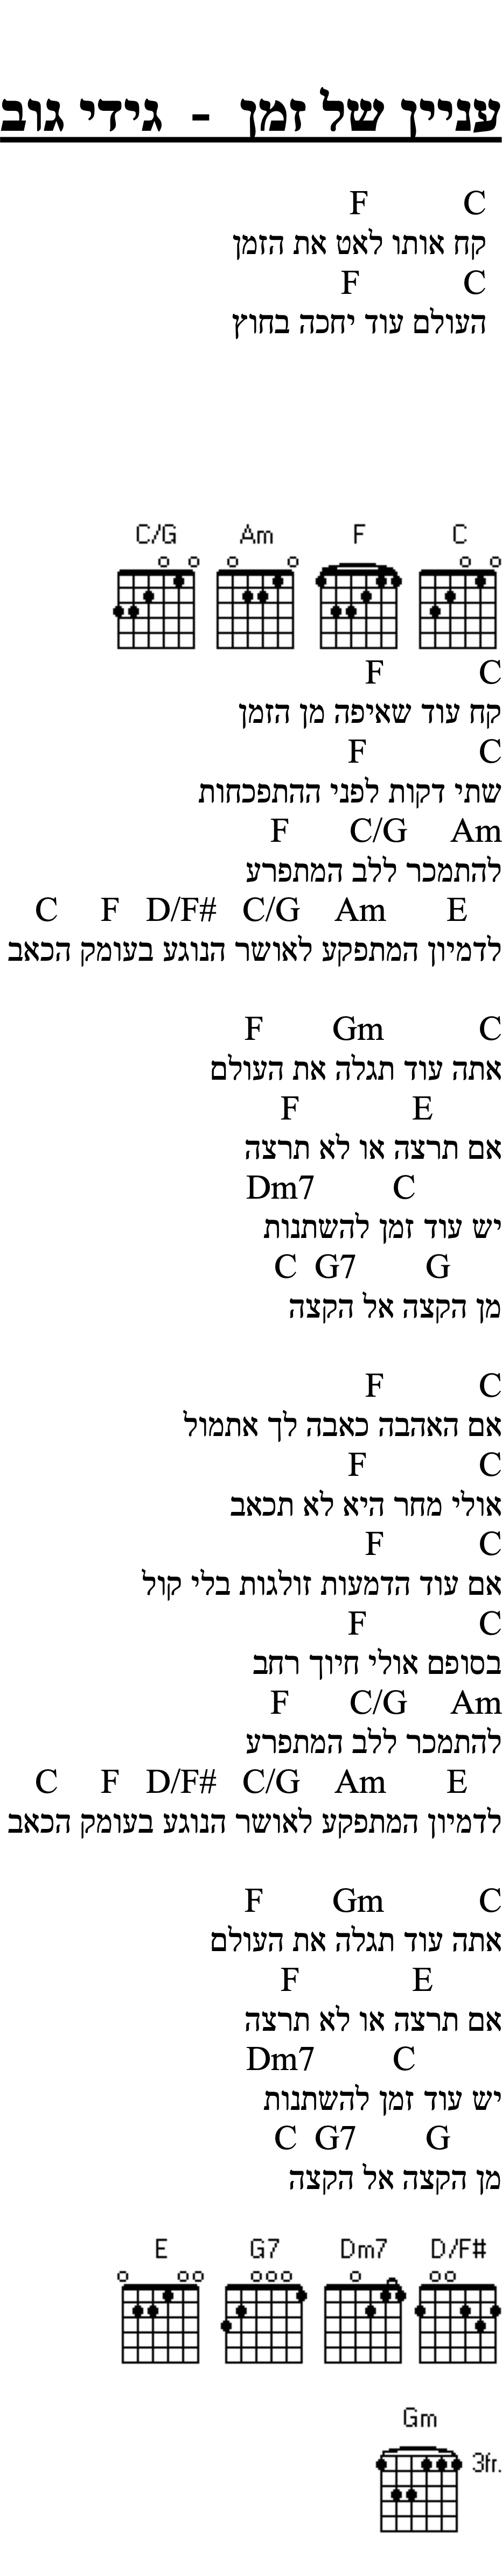 עניין של זמן - גידי גוב
C F
קח אותו לאט את הזמן
C F
העולם עוד יחכה בחוץ
C/G Am F C
C F
קח עוד שאיפה מן הזמן
C F
שתי דקות לפני ההתפכחות
Am C/G F
להתמכר ללב המתפרע
E Am C/G D/F# F C
לדמיון המתפקע לאושר הנוגע בעומק הכאב
C Gm F
אתה עוד תגלה את העולם
E F
אם תרצה או לא תרצה
C Dm7
יש עוד זמן להשתנות
G G7 C
מן הקצה אל הקצה
C F
אם האהבה כאבה לך אתמול
C F
אולי מחר היא לא תכאב
C F
אם עוד הדמעות זולגות בלי קול
C F
בסופם אולי חיוך רחב
Am C/G F
להתמכר ללב המתפרע
E Am C/G D/F# F C
לדמיון המתפקע לאושר הנוגע בעומק הכאב
C Gm F
אתה עוד תגלה את העולם
E F
אם תרצה או לא תרצה
C Dm7
יש עוד זמן להשתנות
G G7 C
מן הקצה אל הקצה
E G7 Dm7 D/F#
Gm
3fr.